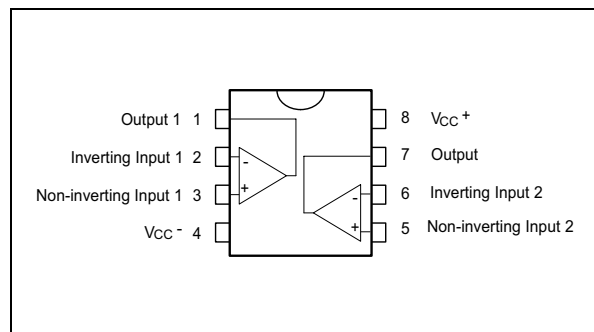 Output 1 1
Inverting Input 1 2
Non-inverting Input 1 3
VCC - 4
-
+
8 VCC +
7 Output
6 Inverting Input 2
5 Non-inverting Input 2
-
+